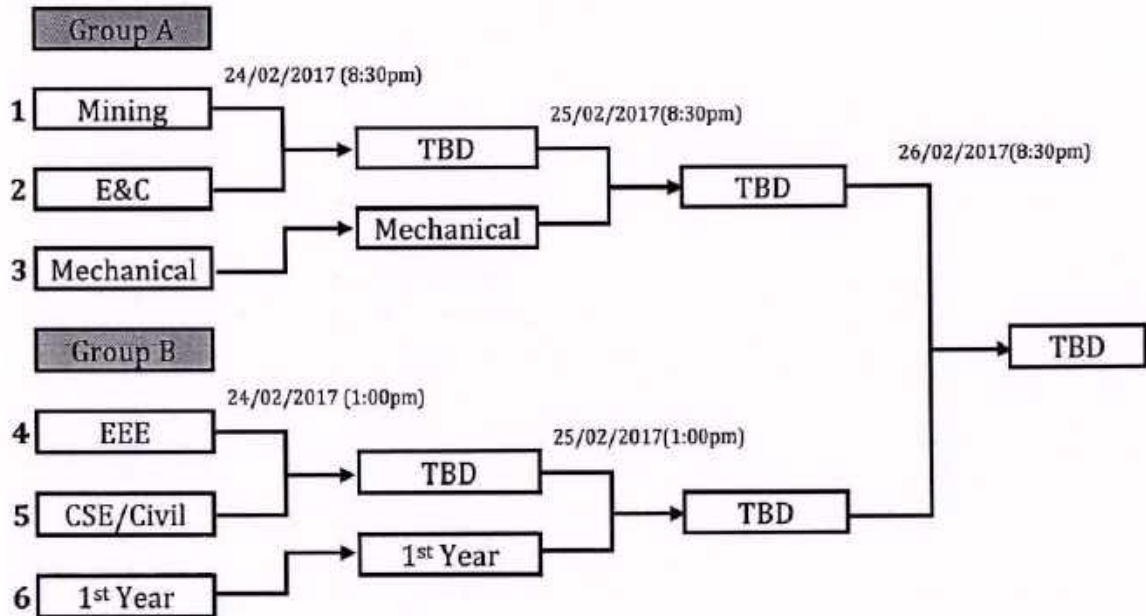 Group A
24/02/2017 (8:30pm)
1 Mining
25/02/2017(8:30pm)
TBD
26/02/2017(8:30pm)
2 E&C
TBD
Mechanical
3 Mechanical
Group B
TBD
24/02/2017 (1:00pm)
4 EEE
25/02/2017(1:00pm)
TBD
5 CSE/Civil
TBD
1st Year
6 1st Year